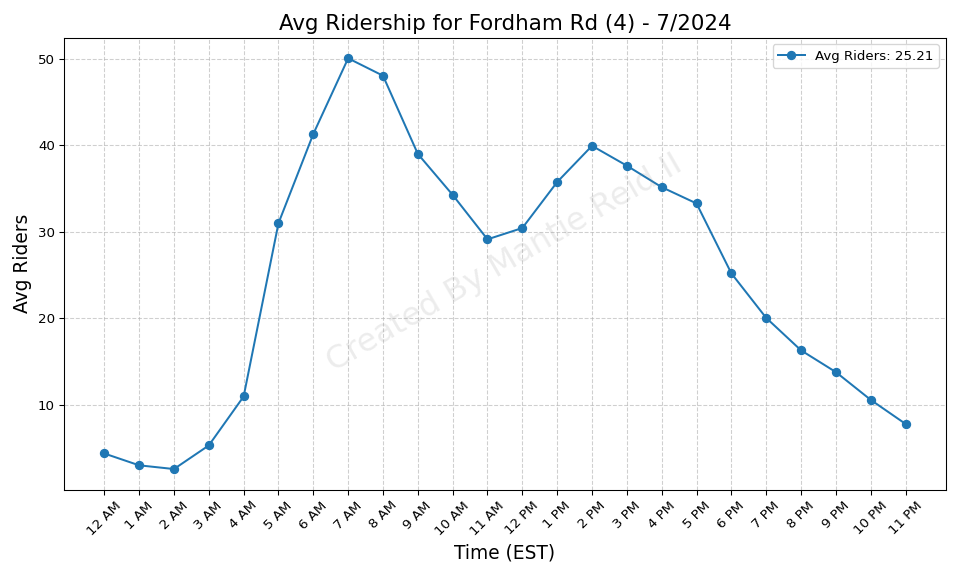 Avg Ridership for Fordham Rd (4) - 7/2024
Avg Riders: 25.21
50
40
30
20
10
Avg Riders
Created By Mantie Reid II
12 AM
1 AM
2 AM
3 AM
4 AM
5 AM
6 AM
7 AM
8 AM
9 AM
10 AM
11 AM
12 PM
1 PM
2 PM
3 PM
4 PM
5 PM
6 PM
7 PM
8 PM
9 PM
10 PM
11 PM
Time (EST)